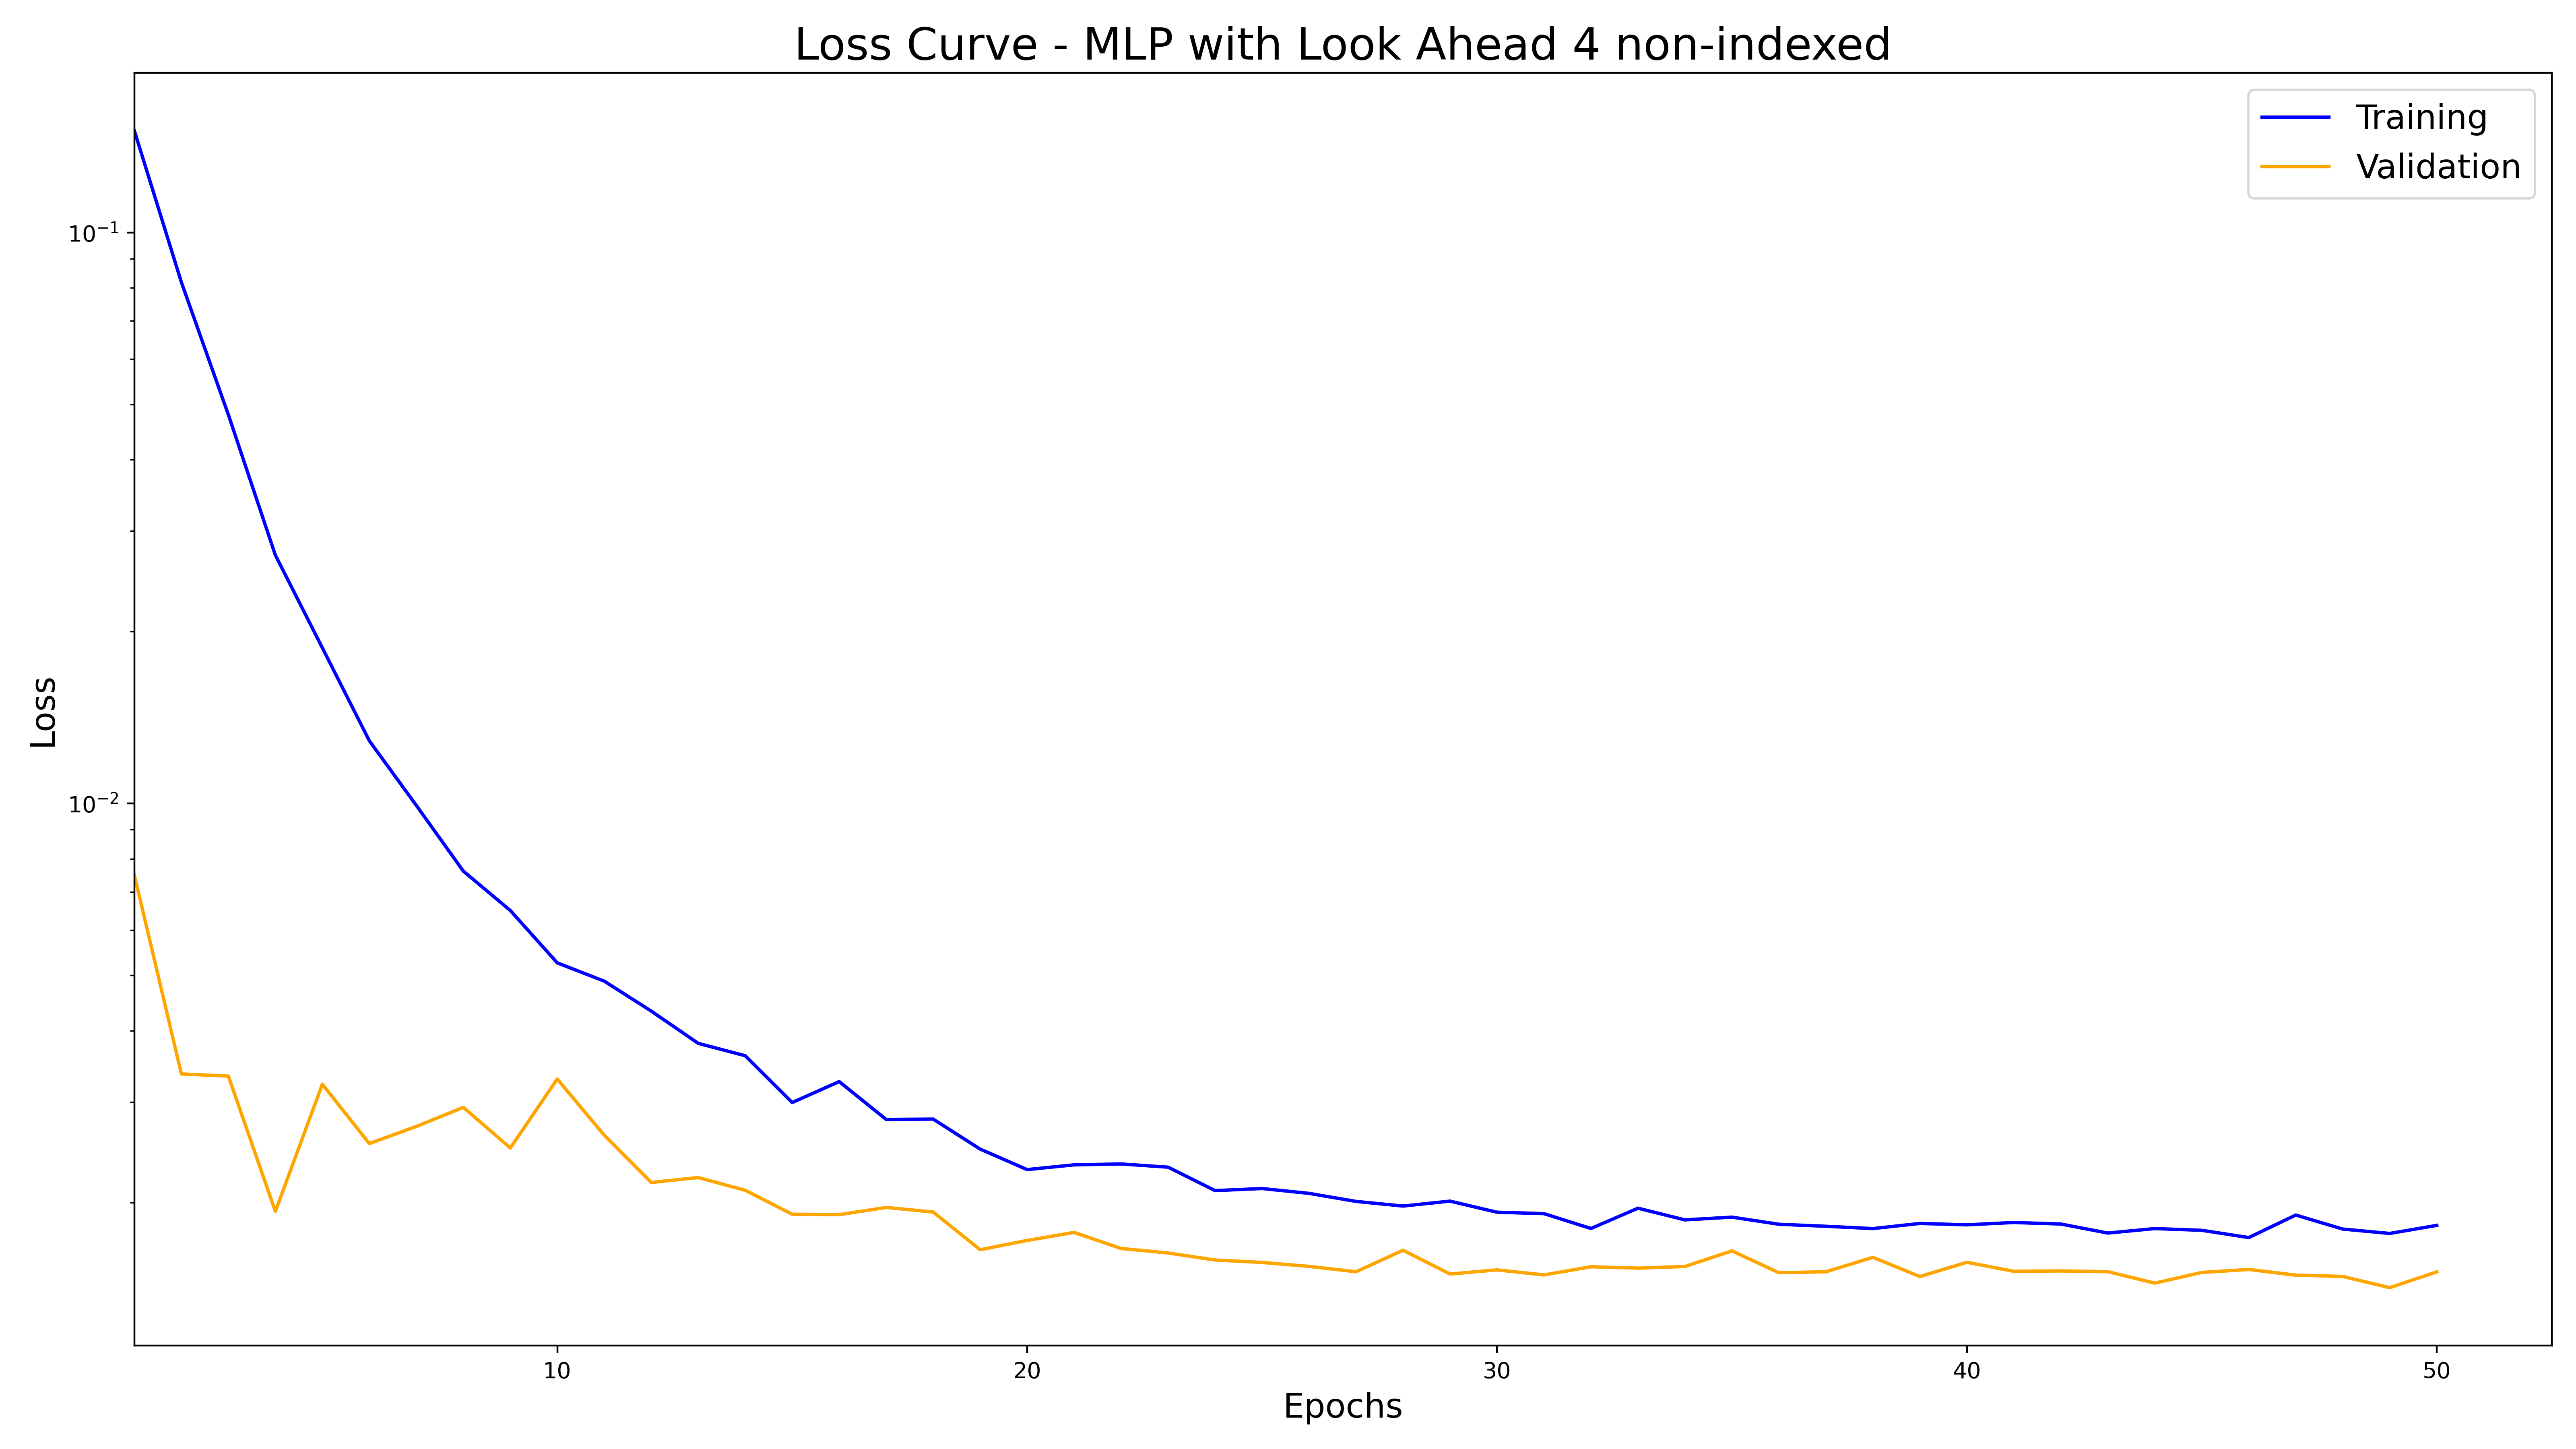 Loss Curve - MLP with Look Ahead 4 non-indexed
Training
Validation
10⁻¹
10⁻²
Loss
10 20 30 40 50
Epochs